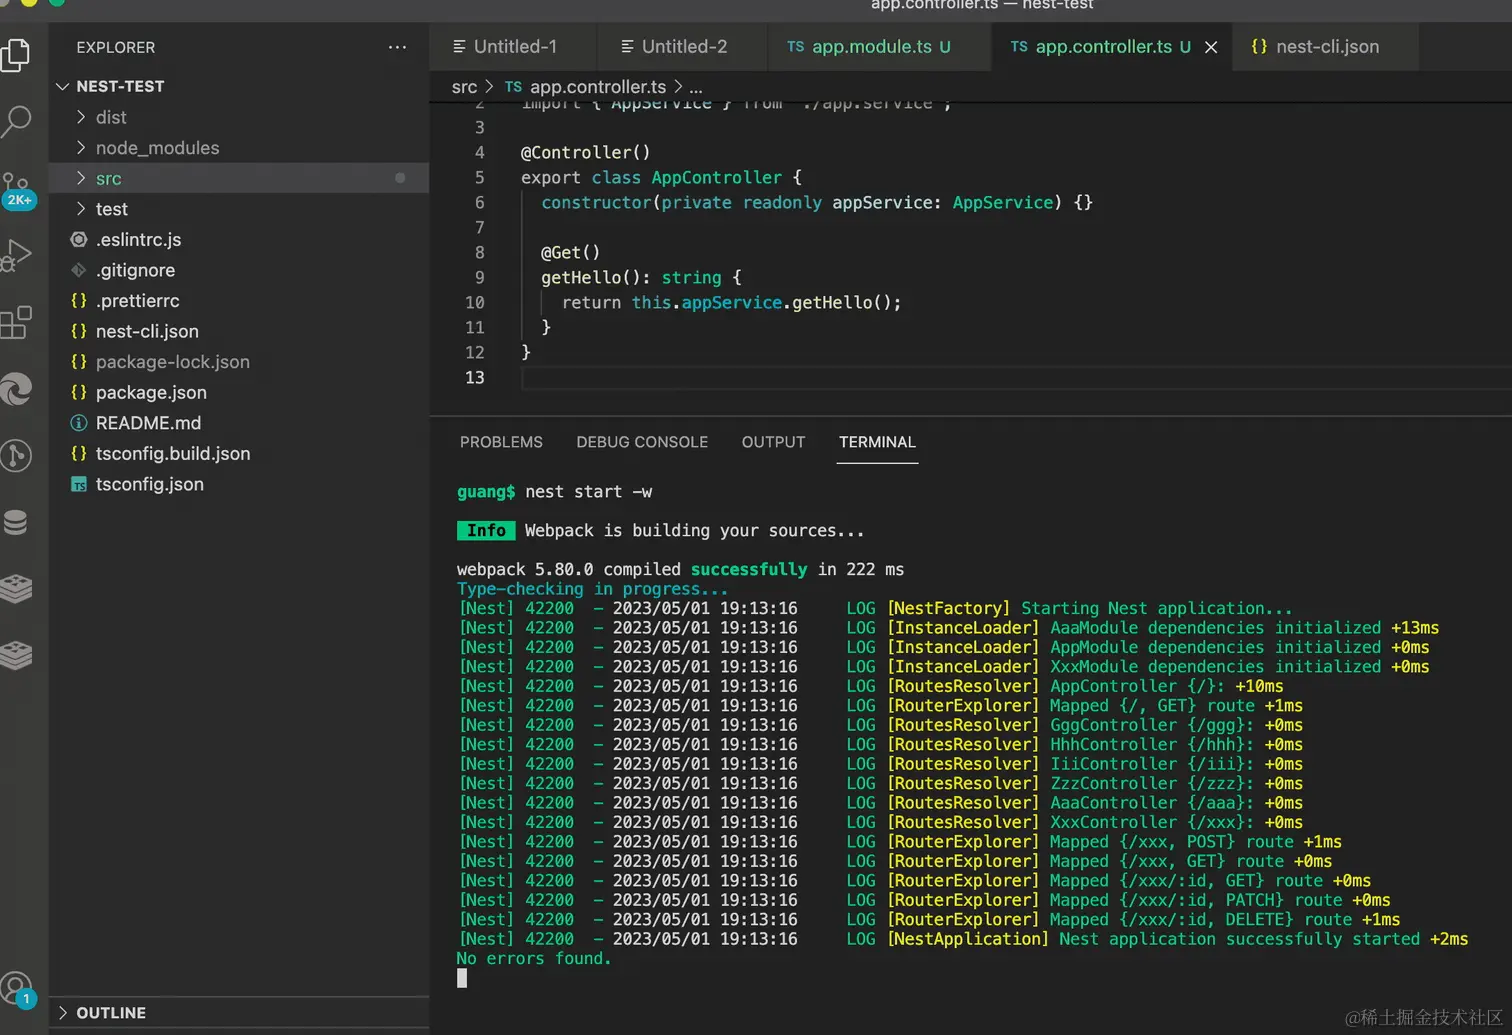 app.controller.ts — nest-test
EXPLORER
···
Untitled-1
Untitled-2
TS app.module.ts U
TS app.controller.ts U
{} nest-cli.json
NEST-TEST
dist
node_modules
src
test
.eslintrc.js
.gitignore
{} .prettierrc
{} nest-cli.json
{} package-lock.json
{} package.json
README.md
{} tsconfig.build.json
TS tsconfig.json
OUTLINE
2K+
1
src > TS app.controller.ts > ...
2 import { AppService } from './app.service';
3
4 @Controller()
5 export class AppController {
6 constructor(private readonly appService: AppService) {}
7
8 @Get()
9 getHello(): string {
10 return this.appService.getHello();
11 }
12 }
13
PROBLEMS DEBUG CONSOLE OUTPUT TERMINAL
guang$ nest start -w
Info Webpack is building your sources...
webpack 5.80.0 compiled successfully in 222 ms
Type-checking in progress...
[Nest] 42200 - 2023/05/01 19:13:16 LOG [NestFactory] Starting Nest application...
[Nest] 42200 - 2023/05/01 19:13:16 LOG [InstanceLoader] AaaModule dependencies initialized +13ms
[Nest] 42200 - 2023/05/01 19:13:16 LOG [InstanceLoader] AppModule dependencies initialized +0ms
[Nest] 42200 - 2023/05/01 19:13:16 LOG [InstanceLoader] XxxModule dependencies initialized +0ms
[Nest] 42200 - 2023/05/01 19:13:16 LOG [RoutesResolver] AppController {/}: +10ms
[Nest] 42200 - 2023/05/01 19:13:16 LOG [RouterExplorer] Mapped {/, GET} route +1ms
[Nest] 42200 - 2023/05/01 19:13:16 LOG [RoutesResolver] GggController {/ggg}: +0ms
[Nest] 42200 - 2023/05/01 19:13:16 LOG [RoutesResolver] HhhController {/hhh}: +0ms
[Nest] 42200 - 2023/05/01 19:13:16 LOG [RoutesResolver] IiiController {/iii}: +0ms
[Nest] 42200 - 2023/05/01 19:13:16 LOG [RoutesResolver] ZzzController {/zzz}: +0ms
[Nest] 42200 - 2023/05/01 19:13:16 LOG [RoutesResolver] AaaController {/aaa}: +0ms
[Nest] 42200 - 2023/05/01 19:13:16 LOG [RoutesResolver] XxxController {/xxx}: +0ms
[Nest] 42200 - 2023/05/01 19:13:16 LOG [RouterExplorer] Mapped {/xxx, POST} route +1ms
[Nest] 42200 - 2023/05/01 19:13:16 LOG [RouterExplorer] Mapped {/xxx, GET} route +0ms
[Nest] 42200 - 2023/05/01 19:13:16 LOG [RouterExplorer] Mapped {/xxx/:id, GET} route +0ms
[Nest] 42200 - 2023/05/01 19:13:16 LOG [RouterExplorer] Mapped {/xxx/:id, PATCH} route +0ms
[Nest] 42200 - 2023/05/01 19:13:16 LOG [RouterExplorer] Mapped {/xxx/:id, DELETE} route +1ms
[Nest] 42200 - 2023/05/01 19:13:16 LOG [NestApplication] Nest application successfully started +2ms
No errors found.
@稀土掘金技术社区